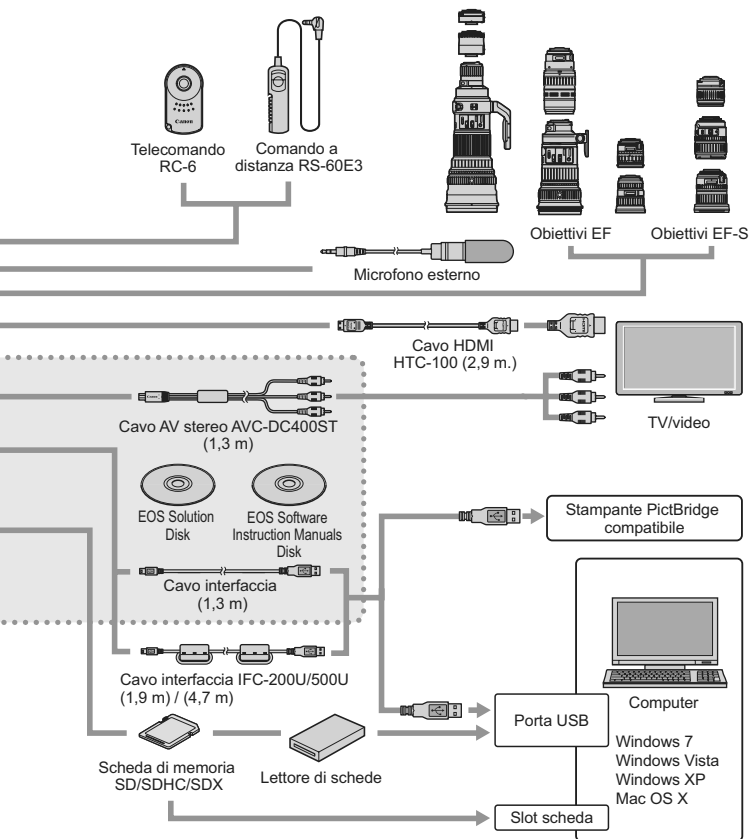 Canon
Telecomando
RC-6
Comando a
distanza RS-60E3
Obiettivi EF
Obiettivi EF-S
Microfono esterno
Cavo HDMI
HTC-100 (2,9 m.)
TV/video
Cavo AV stereo AVC-DC400ST
(1,3 m)
EOS Solution
Disk
EOS Software
Instruction Manuals
Disk
Stampante PictBridge
compatibile
Cavo interfaccia
(1,3 m)
Cavo interfaccia IFC-200U/500U
(1,9 m) / (4,7 m)
Computer
Porta USB
Windows 7
Windows Vista
Windows XP
Mac OS X
Scheda di memoria
SD/SDHC/SDX
Lettore di schede
Slot scheda